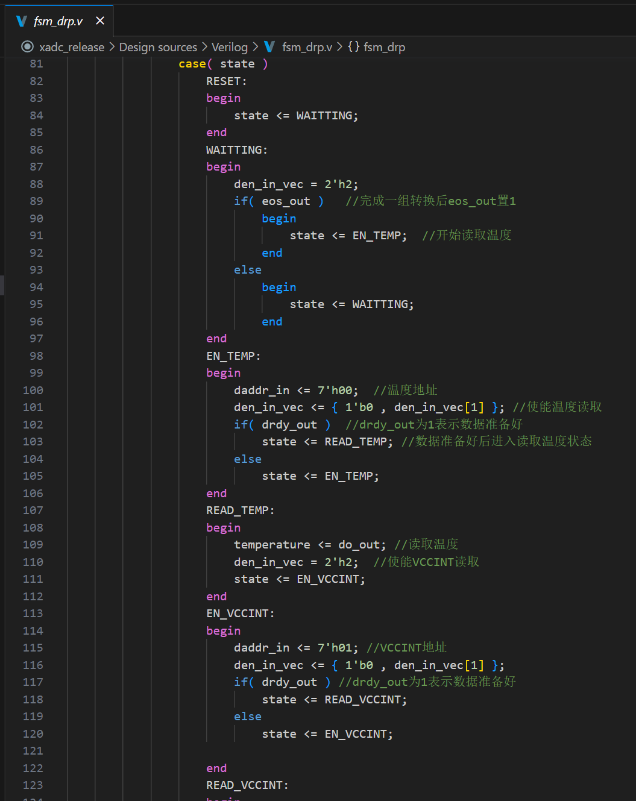 fsm_drp.v ×
xadc_release > Design sources > Verilog > fsm_drp.v > {} fsm_drp
81 case( state )
82 RESET:
83 begin
84 state <= WAITTING;
85 end
86 WAITTING:
87 begin
88 den_in_vec = 2'h2;
89 if( eos_out ) //完成一组转换后eos_out置1
90 begin
91 state <= EN_TEMP; //开始读取温度
92 end
93 else
94 begin
95 state <= WAITTING;
96 end
97 end
98 EN_TEMP:
99 begin
100 daddr_in <= 7'h00; //温度地址
101 den_in_vec <= { 1'b0 , den_in_vec[1] }; //使能温度读取
102 if( drdy_out ) //drdy_out为1表示数据准备好
103 state <= READ_TEMP; //数据准备好后进入读取温度状态
104 else
105 state <= EN_TEMP;
106 end
107 READ_TEMP:
108 begin
109 temperature <= do_out; //读取温度
110 den_in_vec = 2'h2; //使能VCCINT读取
111 state <= EN_VCCINT;
112 end
113 EN_VCCINT:
114 begin
115 daddr_in <= 7'h01; //VCCINT地址
116 den_in_vec <= { 1'b0 , den_in_vec[1] };
117 if( drdy_out ) //drdy_out为1表示数据准备好
118 state <= READ_VCCINT;
119 else
120 state <= EN_VCCINT;
121
122 end
123 READ_VCCINT:
124 begin